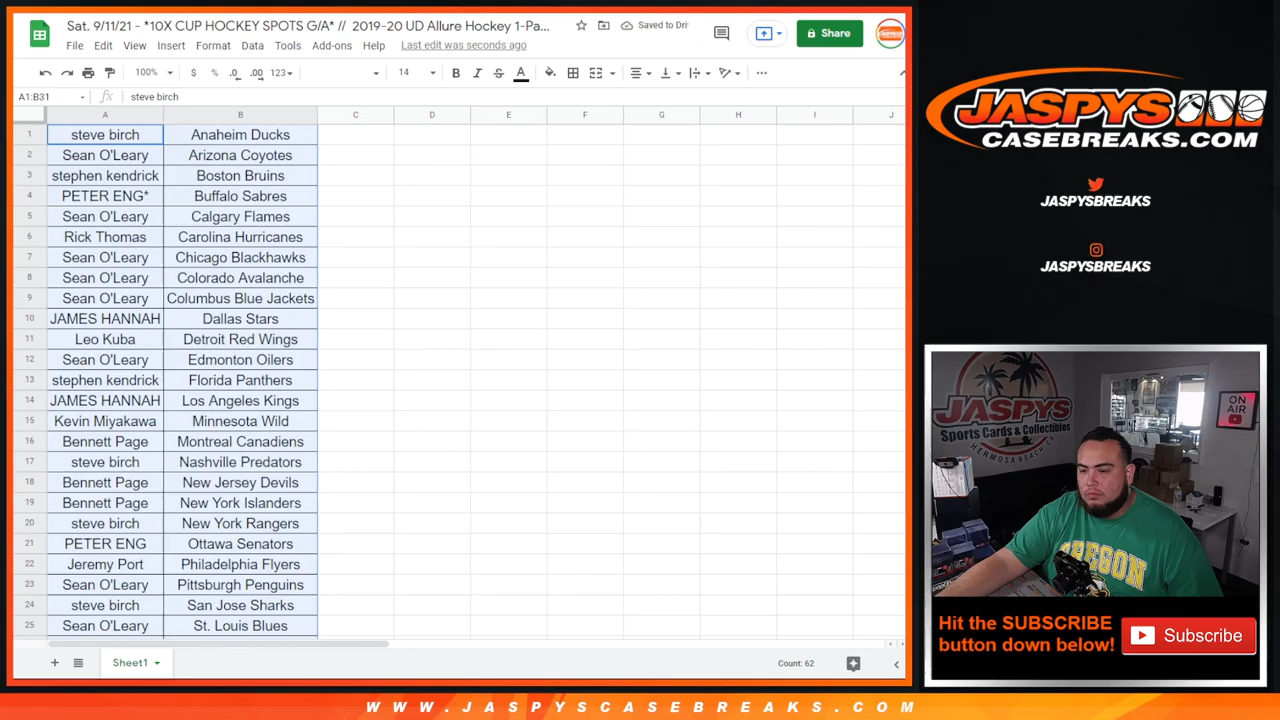 Sat. 9/11/21 - *10X CUP HOCKEY SPOTS G/A* // 2019-20 UD Allure Hockey 1-Pa...
Saved to Dri
Share
File Edit View Insert Format Data Tools Add-ons Help Last edit was seconds ago
100% $ % .0 .00 123 14 B I S A
A1:B31 fx steve birch
A B C D E F G H I J
1 steve birch Anaheim Ducks
2 Sean O'Leary Arizona Coyotes
3 stephen kendrick Boston Bruins
4 PETER ENG* Buffalo Sabres
5 Sean O'Leary Calgary Flames
6 Rick Thomas Carolina Hurricanes
7 Sean O'Leary Chicago Blackhawks
8 Sean O'Leary Colorado Avalanche
9 Sean O'Leary Columbus Blue Jackets
10 JAMES HANNAH Dallas Stars
11 Leo Kuba Detroit Red Wings
12 Sean O'Leary Edmonton Oilers
13 stephen kendrick Florida Panthers
14 JAMES HANNAH Los Angeles Kings
15 Kevin Miyakawa Minnesota Wild
16 Bennett Page Montreal Canadiens
17 steve birch Nashville Predators
18 Bennett Page New Jersey Devils
19 Bennett Page New York Islanders
20 steve birch New York Rangers
21 PETER ENG Ottawa Senators
22 Jeremy Port Philadelphia Flyers
23 Sean O'Leary Pittsburgh Penguins
24 steve birch San Jose Sharks
25 Sean O'Leary St. Louis Blues
Sheet1
Count: 62
JASPYS
CASEBREAKS.COM
JASPYSBREAKS
JASPYSBREAKS
JASPYS
Sports Cards & Collectibles
HERMOSA BEACH, CA
ON AIR
OREGON
Hit the SUBSCRIBE
button down below!
Subscribe
WWW.JASPYSCASEBREAKS.COM